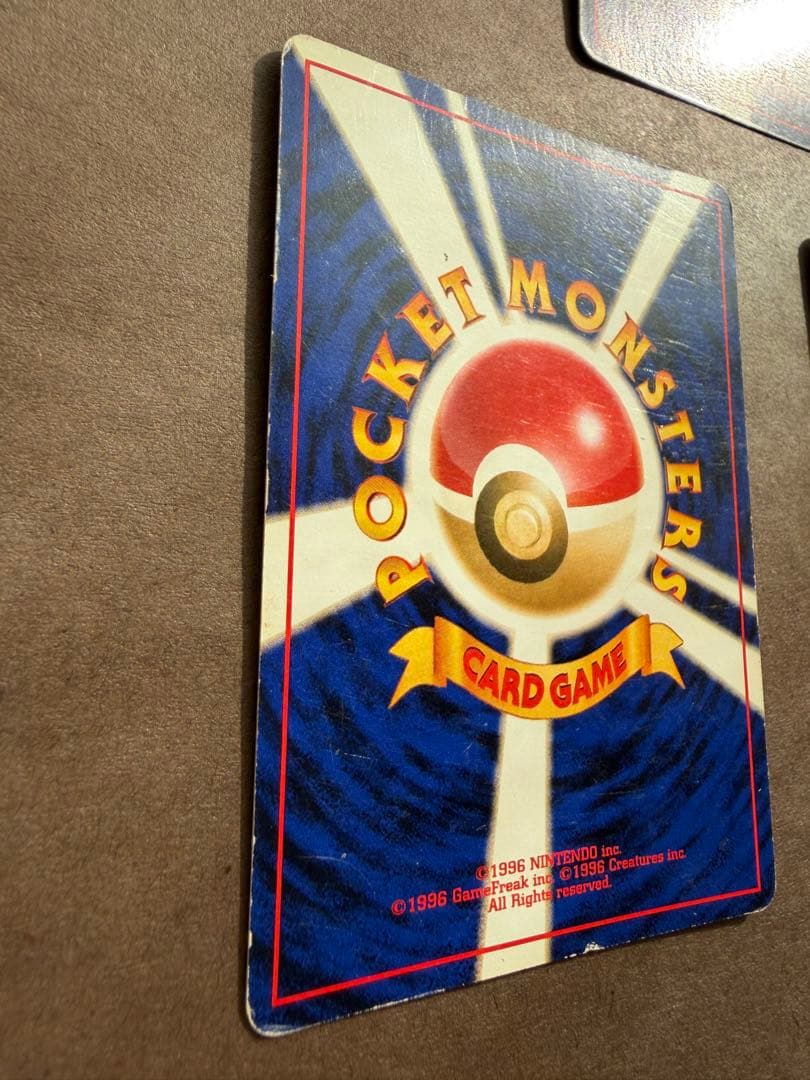 POCKET MONSTERS
CARD GAME
©1996 NINTENDO inc.
©1996 GameFreak inc. ©1996 Creatures inc.
All Rights reserved.